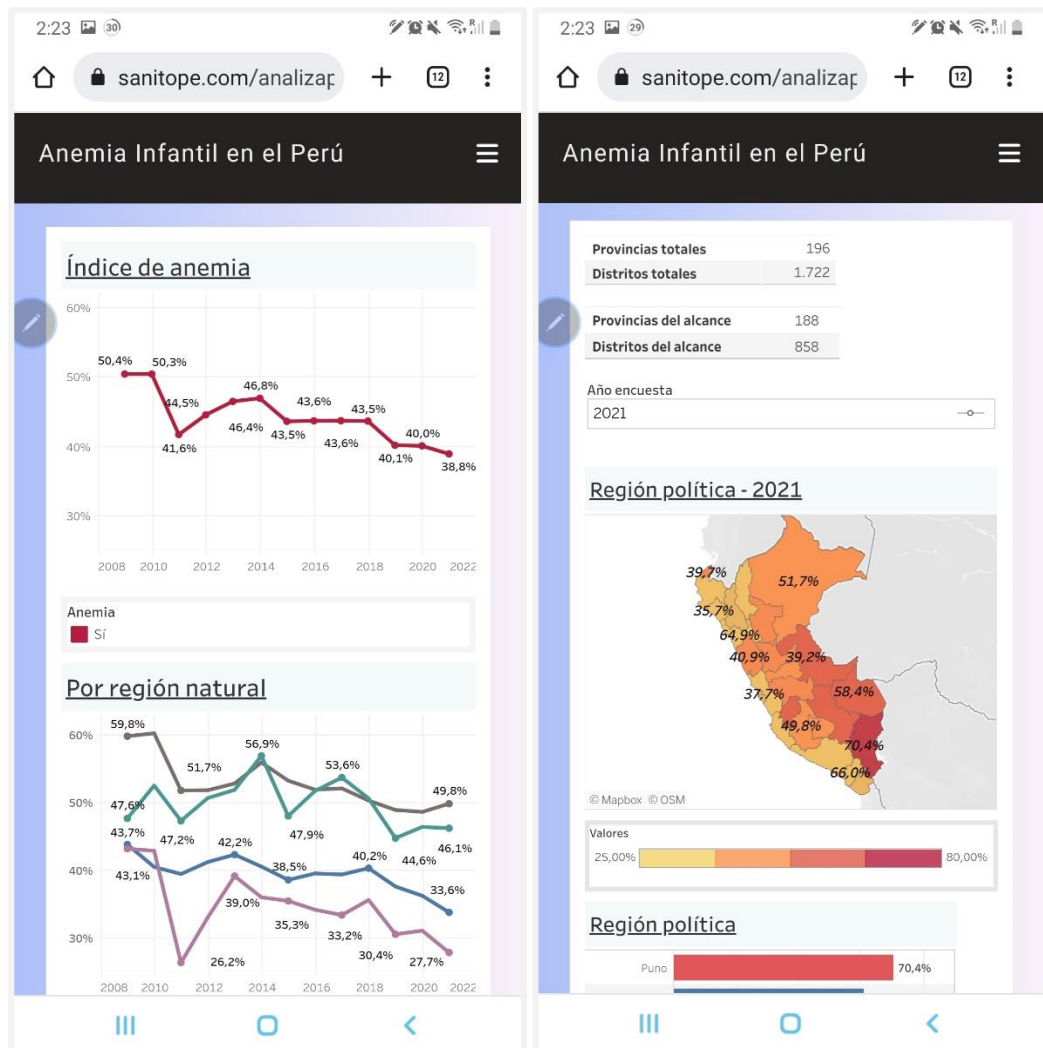 2:23 30
sanitope.com/analizap
12
Anemia Infantil en el Perú
Índice de anemia
60%
50,4% 50,3%
50%
46,8%
44,5% 43,6% 43,5%
46,4% 43,5% 43,6% 40,0%
40% 41,6% 40,1% 38,8%
30%
2008 2010 2012 2014 2016 2018 2020 2022
Anemia
Sí
Por región natural
59,8%
60%
56,9%
51,7% 53,6%
50% 49,8%
47,6%
43,7% 47,2% 42,2% 47,9% 46,1%
38,5% 40,2% 44,6%
40%
43,1% 33,6%
39,0%
35,3% 33,2%
30% 26,2% 30,4% 27,7%
2008 2010 2012 2014 2016 2018 2020 2022
2:23 29
R
sanitope.com/analizap
12
Anemia Infantil en el Perú
Provincias totales 196
Distritos totales 1.722
Provincias del alcance 188
Distritos del alcance 858
Año encuesta
2021
Región política - 2021
39,7% 51,7%
35,7%
64,9%
40,9% 39,2%
37,7% 58,4%
49,8%
70,4%
66,0%
© Mapbox © OSM
Valores
25,00% 80,00%
Región política
Puno 70,4%